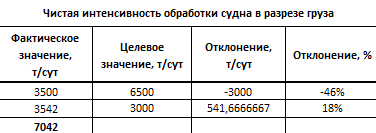 Чистая интенсивность обработки судна в разрезе груза
Фактическое значение, т/сут Целевое значение, т/сут Отклонение, т/сут Отклонение, %
3500 6500 -3000 -46%
3542 3000 541,6666667 18%
7042